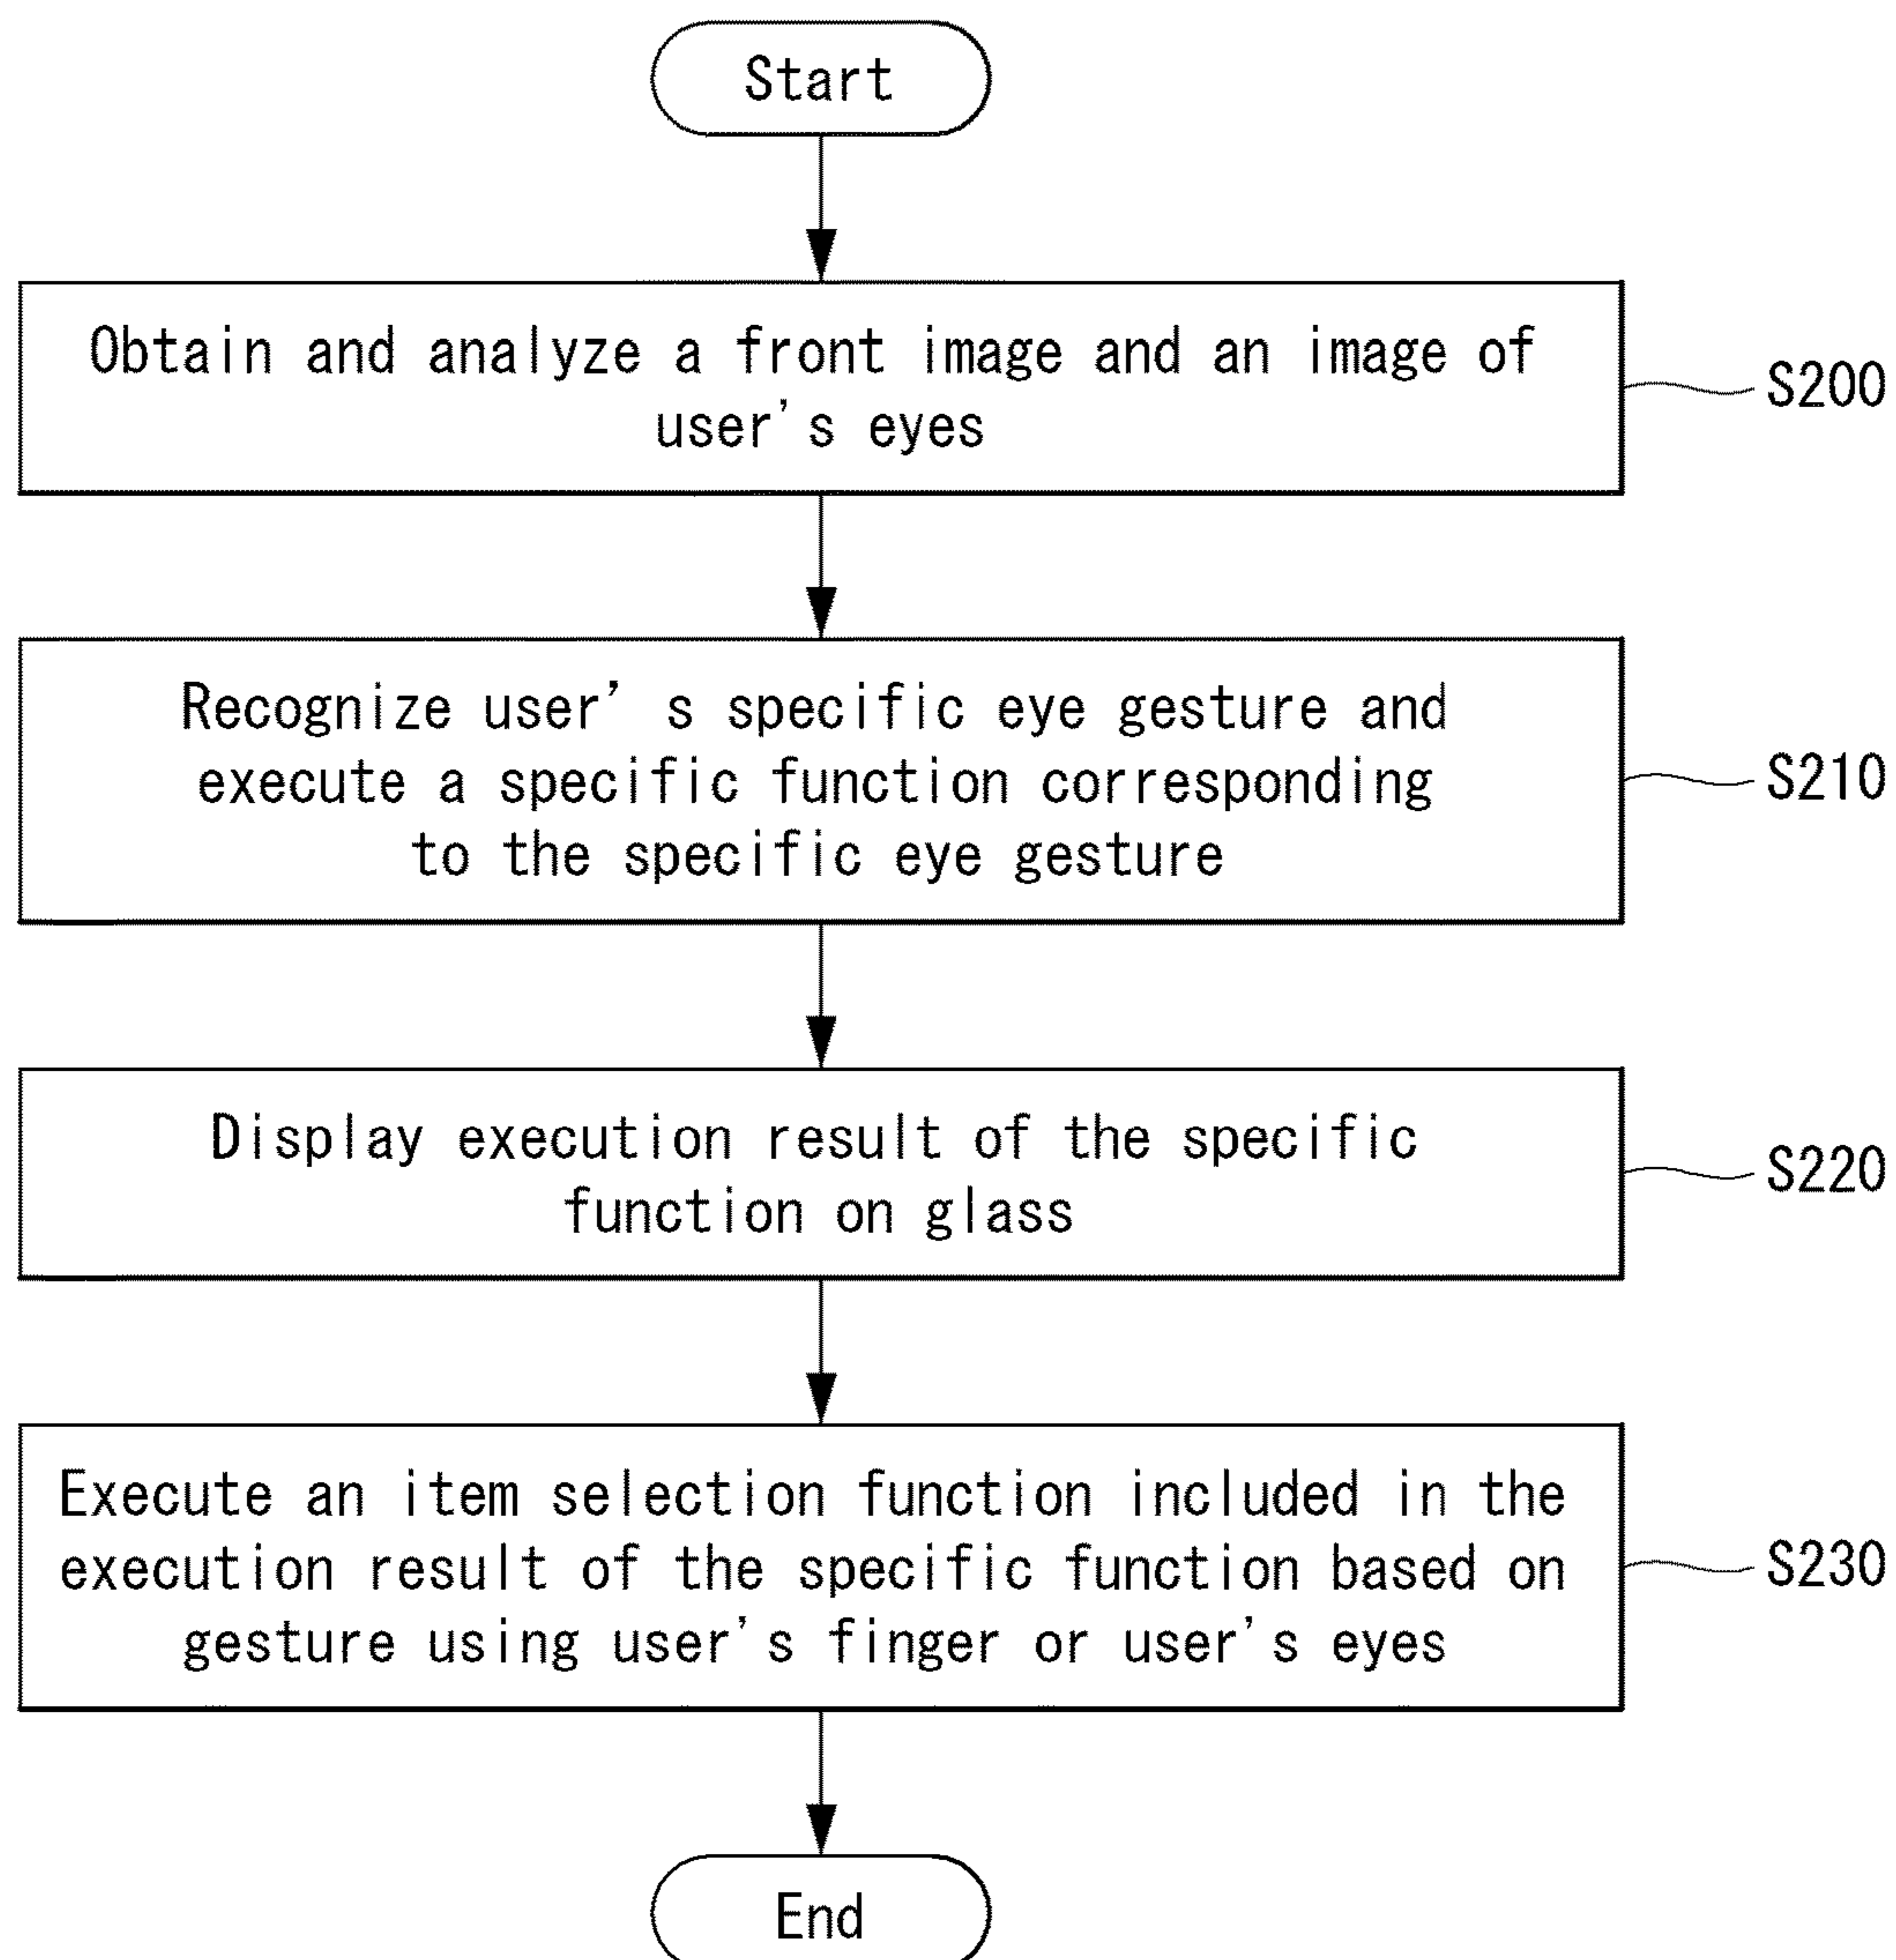 Start
Obtain and analyze a front image and an image of
user's eyes
S200
Recognize user's specific eye gesture and
execute a specific function corresponding
to the specific eye gesture
S210
Display execution result of the specific
function on glass
S220
Execute an item selection function included in the
execution result of the specific function based on
gesture using user's finger or user's eyes
S230
End